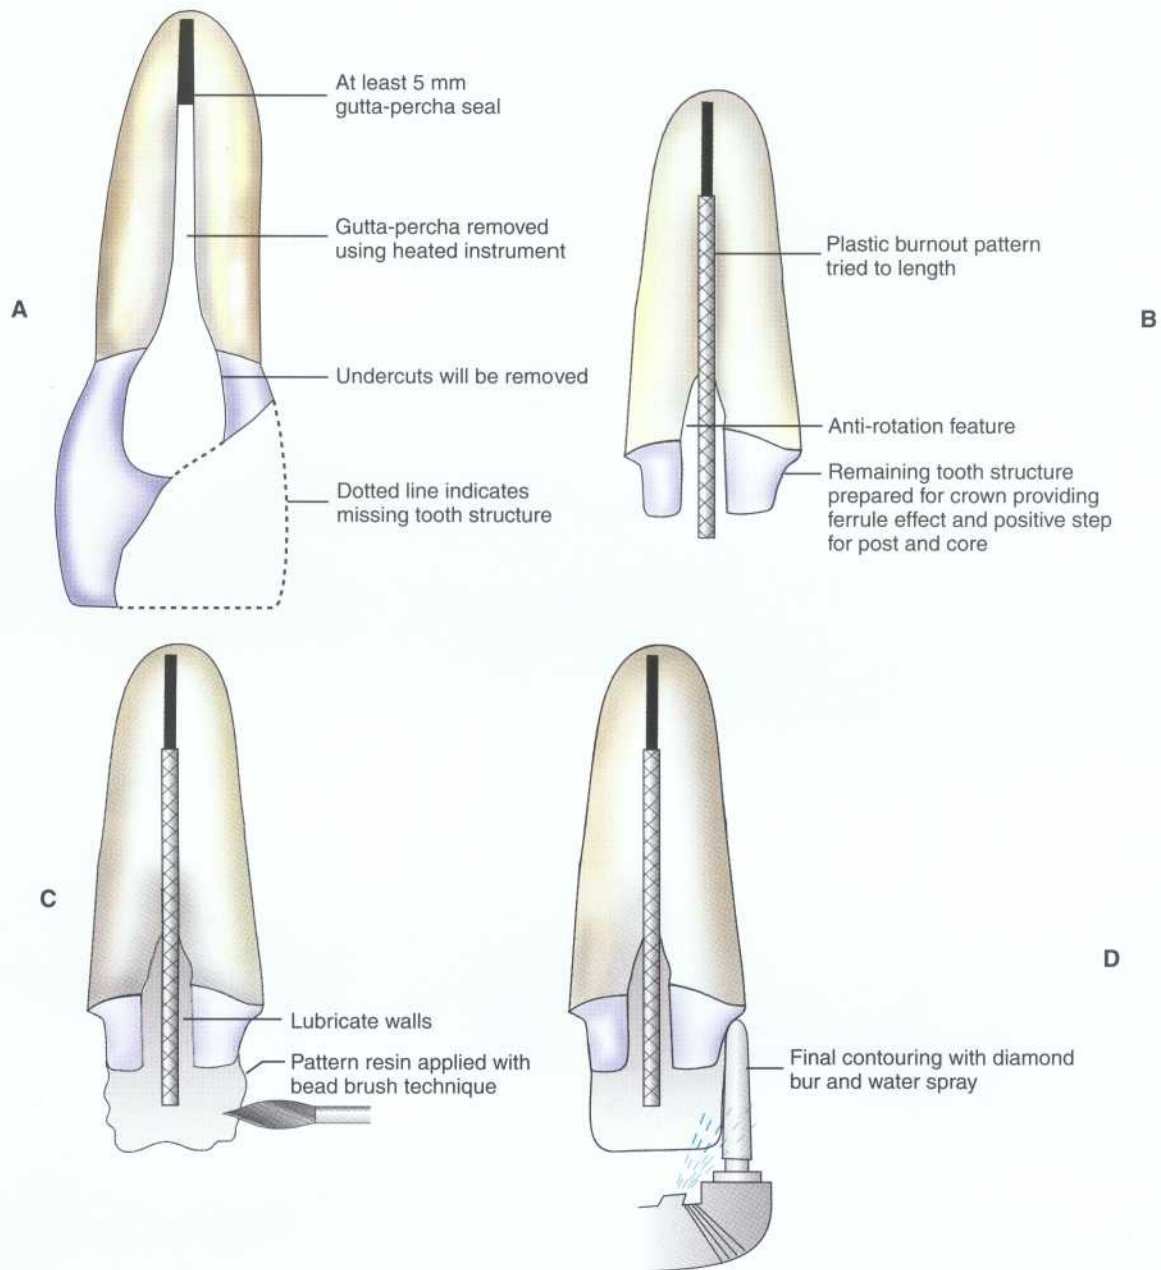 At least 5 mm
gutta-percha seal
Gutta-percha removed
using heated instrument
A
Undercuts will be removed
Dotted line indicates
missing tooth structure
Plastic burnout pattern
tried to length
B
Anti-rotation feature
Remaining tooth structure
prepared for crown providing
ferrule effect and positive step
for post and core
C
Lubricate walls
Pattern resin applied with
bead brush technique
D
Final contouring with diamond
bur and water spray